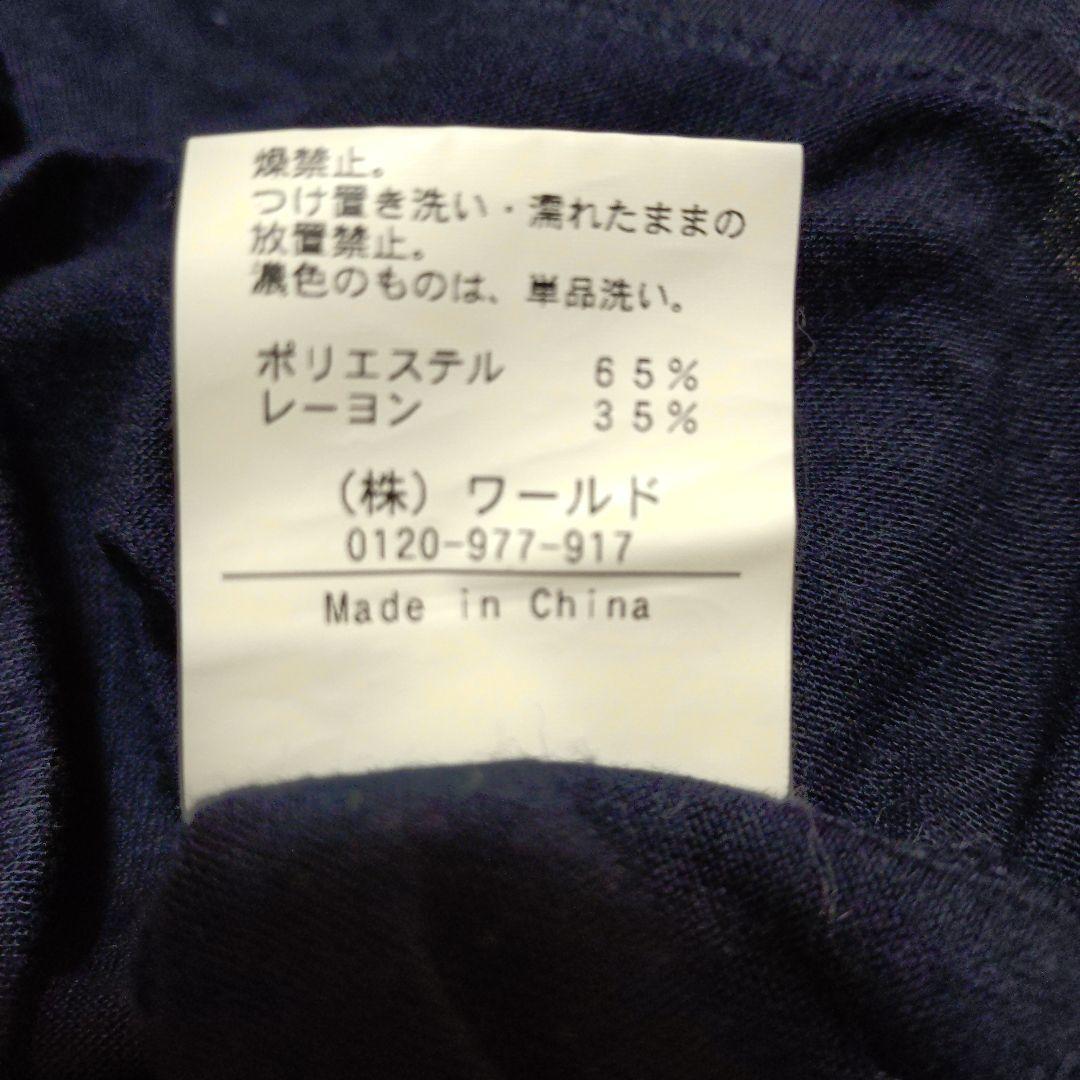 燥禁止。
つけ置き洗い・濡れたままの
放置禁止。
濃色のものは、単品洗い。
ポリエステル 65%
レーヨン 35%
(株)ワールド
0120-977-917
Made in China